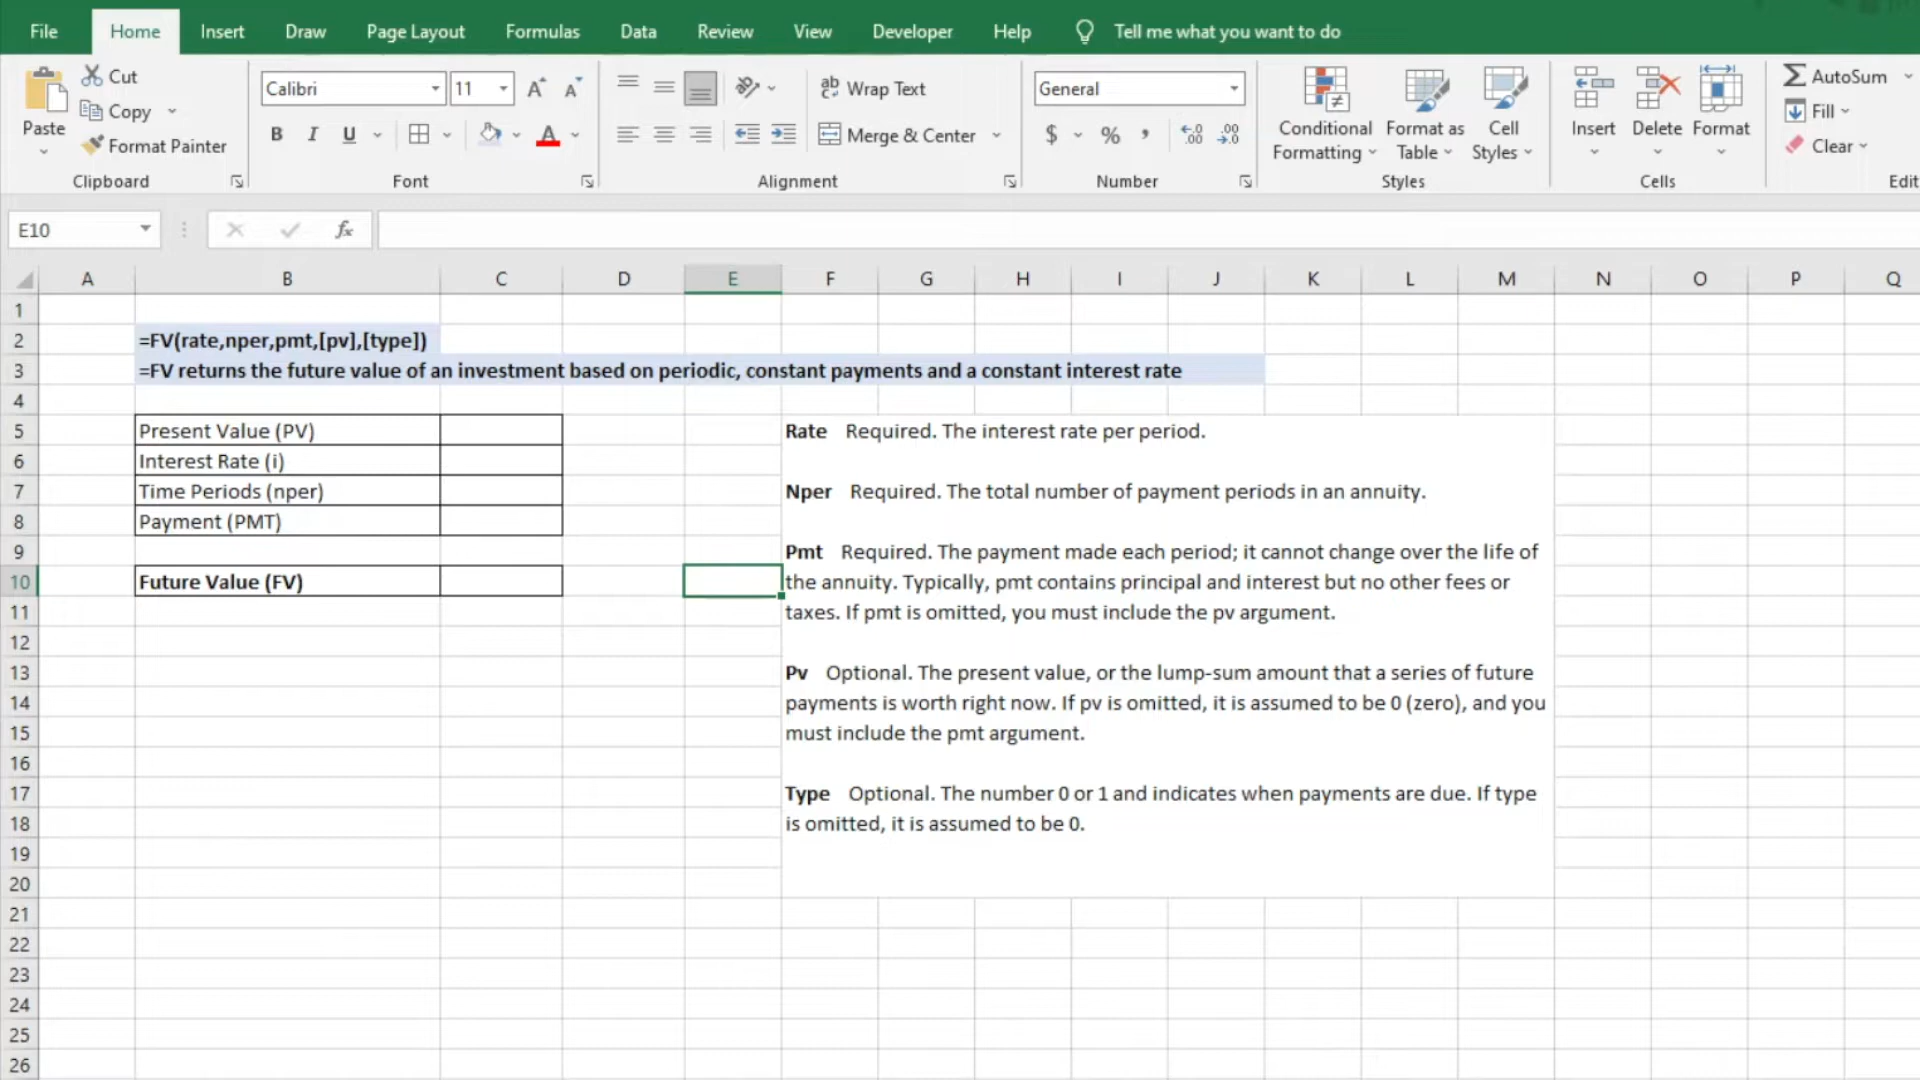 File Home Insert Draw Page Layout Formulas Data Review View Developer Help Tell me what you want to do
Paste
Cut
Copy
Format Painter
Clipboard
Calibri 11 A A
B I U A
Font
ab Wrap Text
Merge & Center
Alignment
General
$ % ,
Number
Conditional Formatting
Format as Table
Cell Styles
Styles
Insert Delete Format
Cells
AutoSum
Fill
Clear
Edit
E10 fx
A B C D E F G H I J K L M N O P Q
1
2 =FV(rate,nper,pmt,[pv],[type])
3 =FV returns the future value of an investment based on periodic, constant payments and a constant interest rate
4
5 Present Value (PV) Rate Required. The interest rate per period.
6 Interest Rate (i)
7 Time Periods (nper) Nper Required. The total number of payment periods in an annuity.
8 Payment (PMT)
9 Pmt Required. The payment made each period; it cannot change over the life of
10 Future Value (FV) the annuity. Typically, pmt contains principal and interest but no other fees or
11 taxes. If pmt is omitted, you must include the pv argument.
12
13 Pv Optional. The present value, or the lump-sum amount that a series of future
14 payments is worth right now. If pv is omitted, it is assumed to be 0 (zero), and you
15 must include the pmt argument.
16
17 Type Optional. The number 0 or 1 and indicates when payments are due. If type
18 is omitted, it is assumed to be 0.
19
20
21
22
23
24
25
26